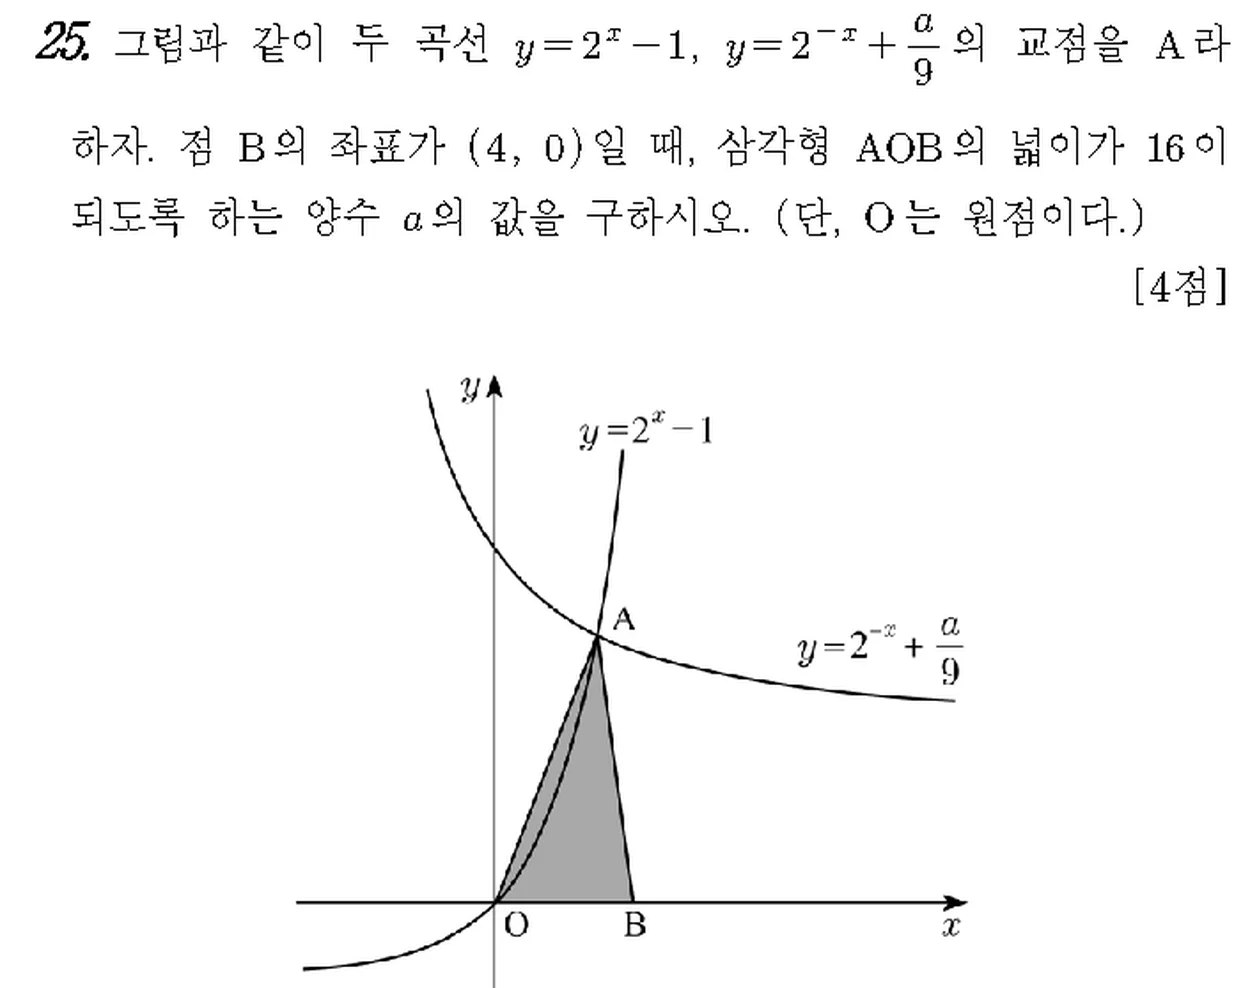 25. 그림과 같이 두 곡선 y=2^x-1, y=2^{-x}+\frac{a}{9}의 교점을 A라
하자. 점 B의 좌표가 (4, 0)일 때, 삼각형 AOB의 넓이가 16이
되도록 하는 양수 a의 값을 구하시오. (단, O는 원점이다.)
[4점]
y
y=2^x-1
A
y=2^{-x}+\frac{a}{9}
O
B
x